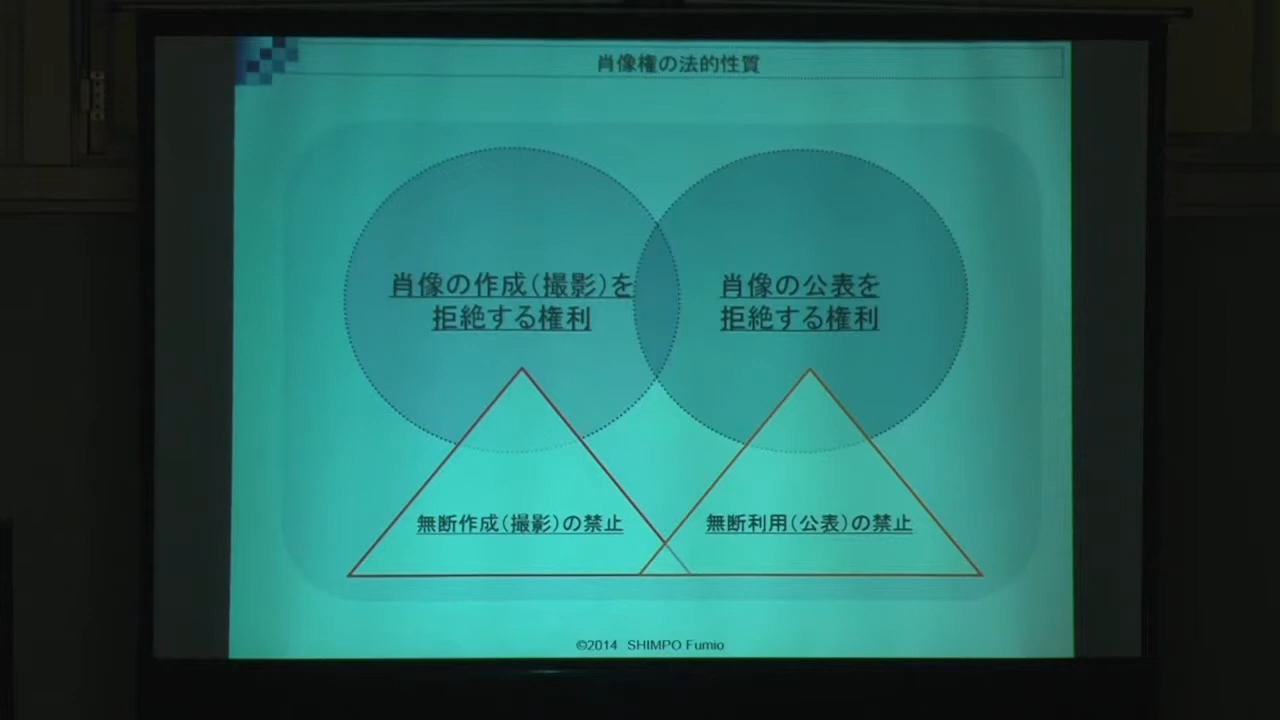 肖像権の法的性質
肖像の作成(撮影)を
拒絶する権利
肖像の公表を
拒絶する権利
無断作成(撮影)の禁止
無断利用(公表)の禁止
©2014 SHIMPO Fumio